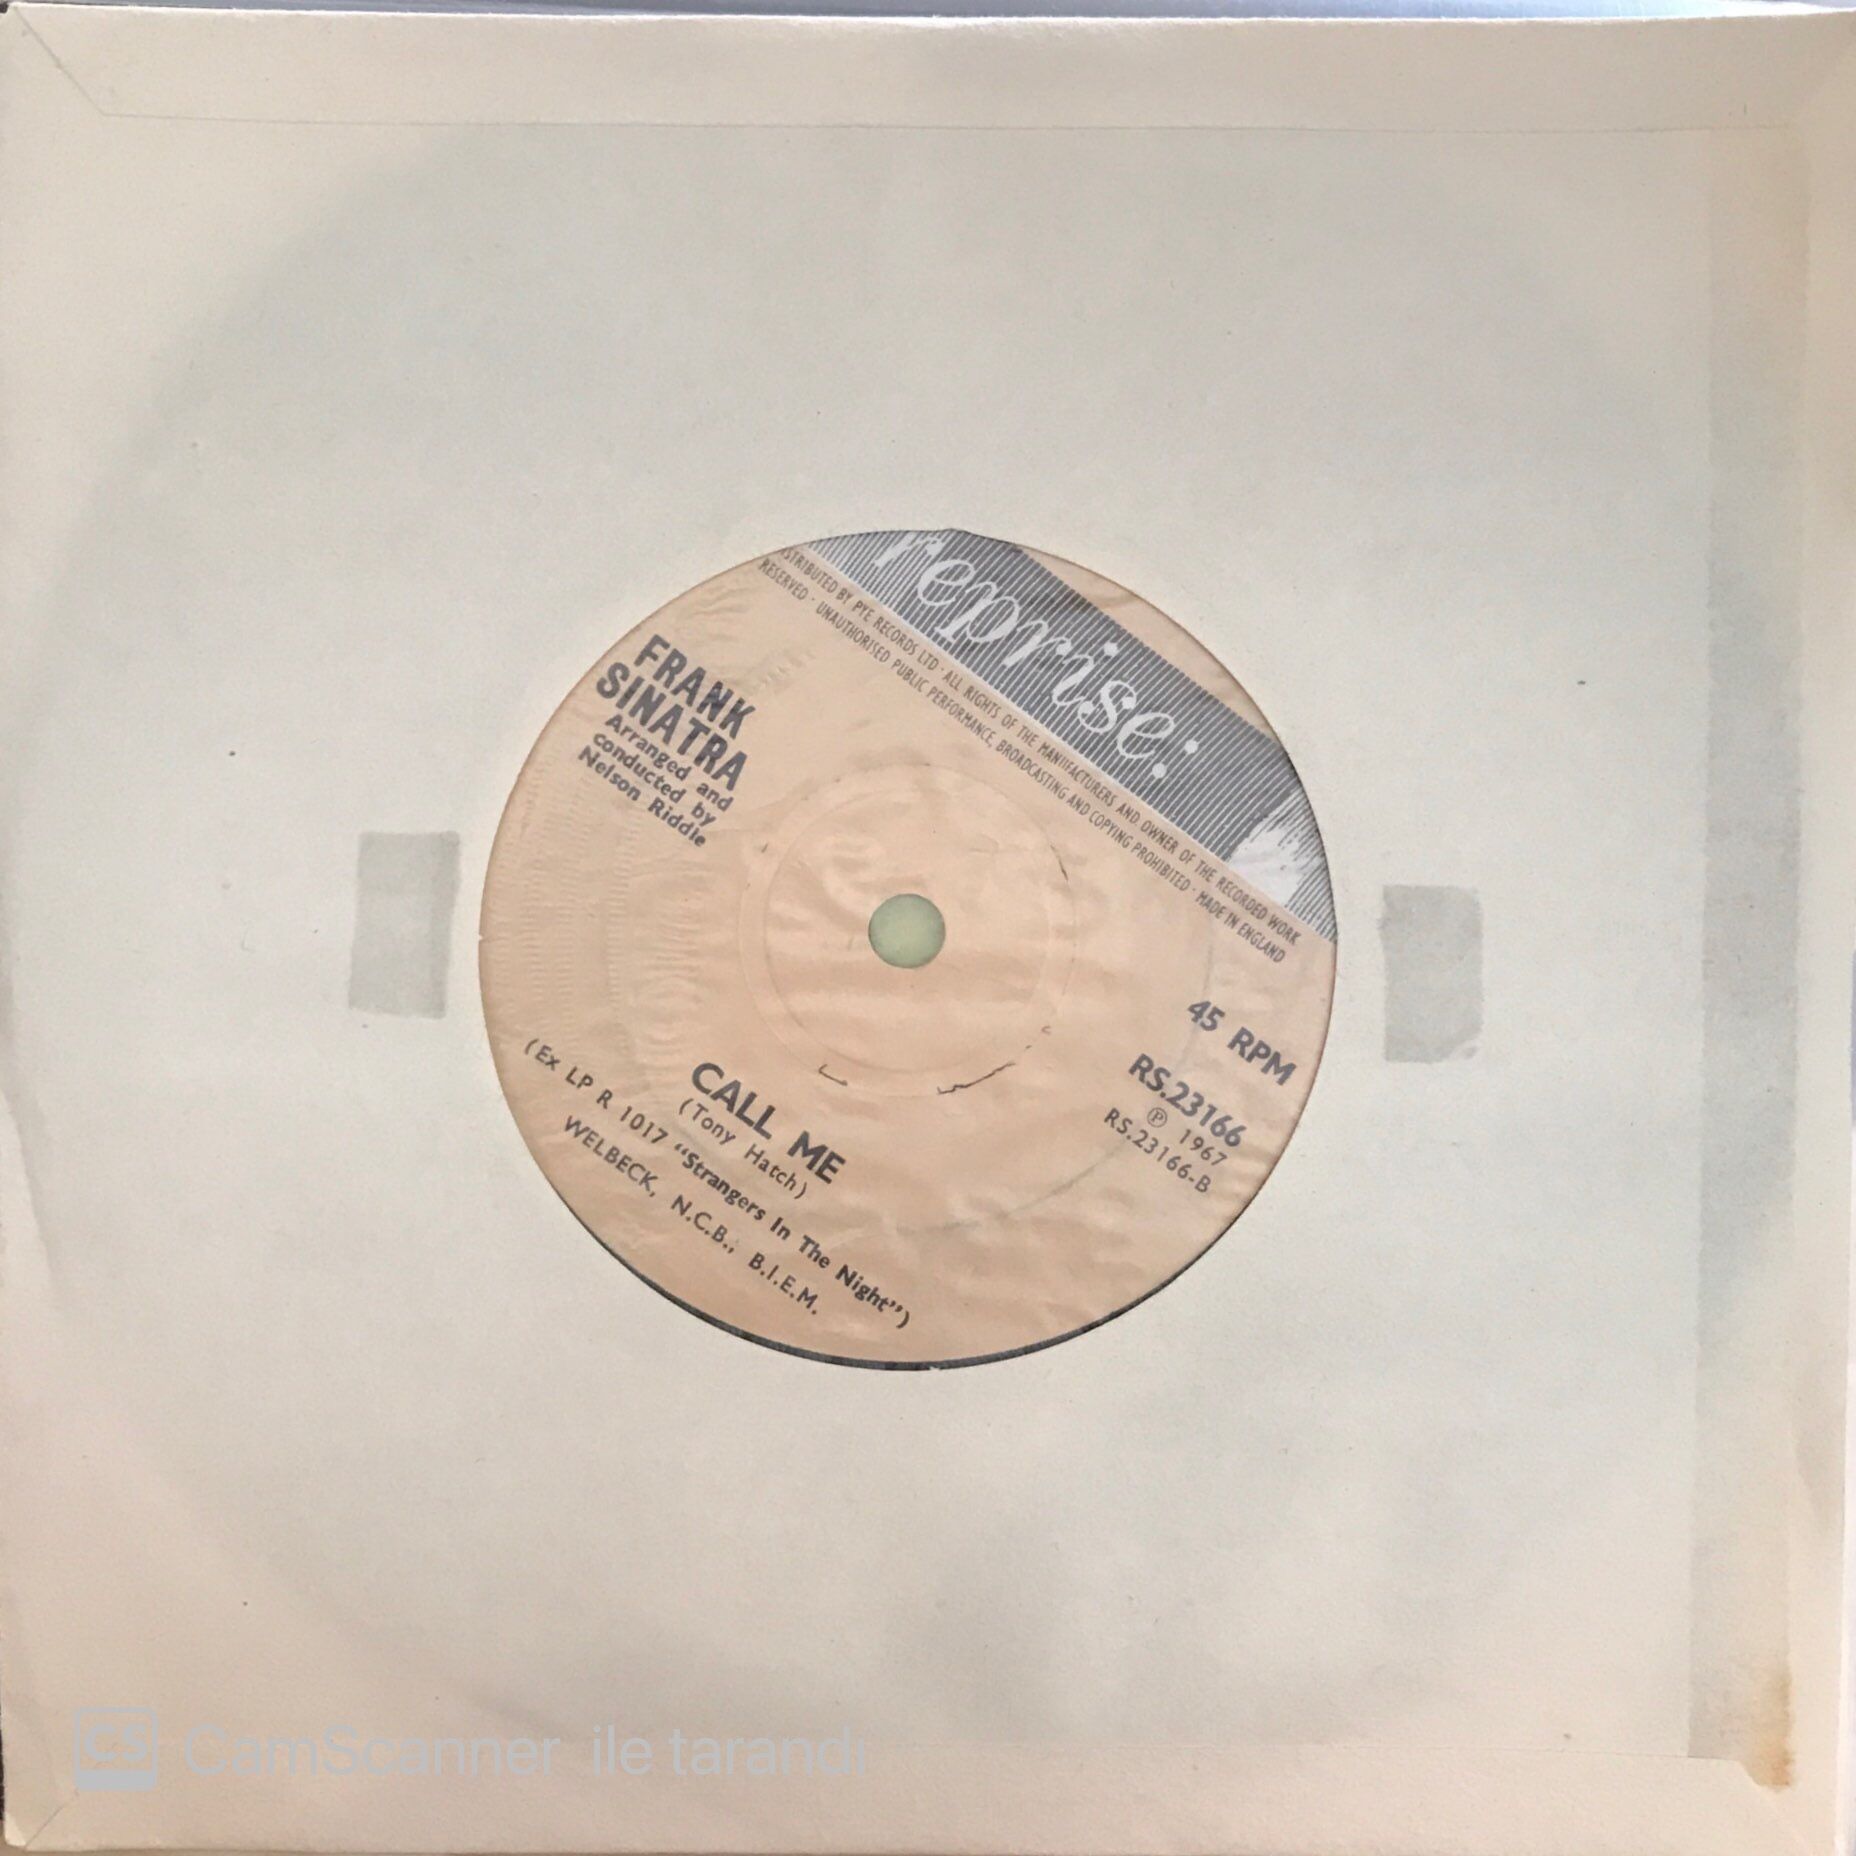 reprise:
DISTRIBUTED BY PYE RECORDS LTD · ALL RIGHTS OF THE MANUFACTURERS AND OWNER OF THE RECORDED WORK
RESERVED · UNAUTHORISED PUBLIC PERFORMANCE, BROADCASTING AND COPYING PROHIBITED · MADE IN ENGLAND
FRANK
SINATRA
Arranged and
conducted by
Nelson Riddle
45 RPM
RS.23166
℗ 1967
RS.23166-B
CALL ME
(Tony Hatch)
(Ex LP R 1017 “Strangers In The Night”)
WELBECK, N.C.B., B.I.E.M.
CS CamScanner ile tarandı